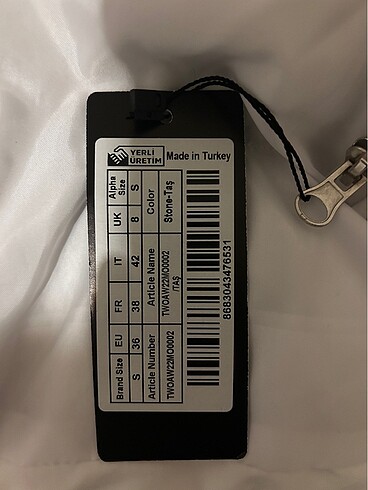 YERLİ
ÜRETİM
Made in Turkey
Brand Size EU FR IT UK Alpha Size
S 36 38 42 8 S
Article Number Article Name Color
TWOAW22MO0002 TWOAW22MO0002 /TAŞ Stone-Taş
8683043476531